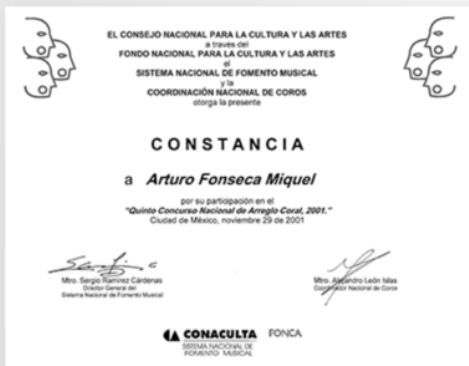 EL CONSEJO NACIONAL PARA LA CULTURA Y LAS ARTES
a través del
FONDO NACIONAL PARA LA CULTURA Y LAS ARTES
el
SISTEMA NACIONAL DE FOMENTO MUSICAL
y la
COORDINACIÓN NACIONAL DE COROS
otorga la presente
CONSTANCIA
a Arturo Fonseca Miquel
por su participación en el
"Quinto Concurso Nacional de Arreglo Coral, 2001."
Ciudad de México, noviembre 29 de 2001
Mtro. Sergio Ramírez Cárdenas
Director General del
Sistema Nacional de Fomento Musical
Mtro. Alejandro León Islas
Coordinador Nacional de Coros
CONACULTA FONCA
SISTEMA NACIONAL DE
FOMENTO MUSICAL